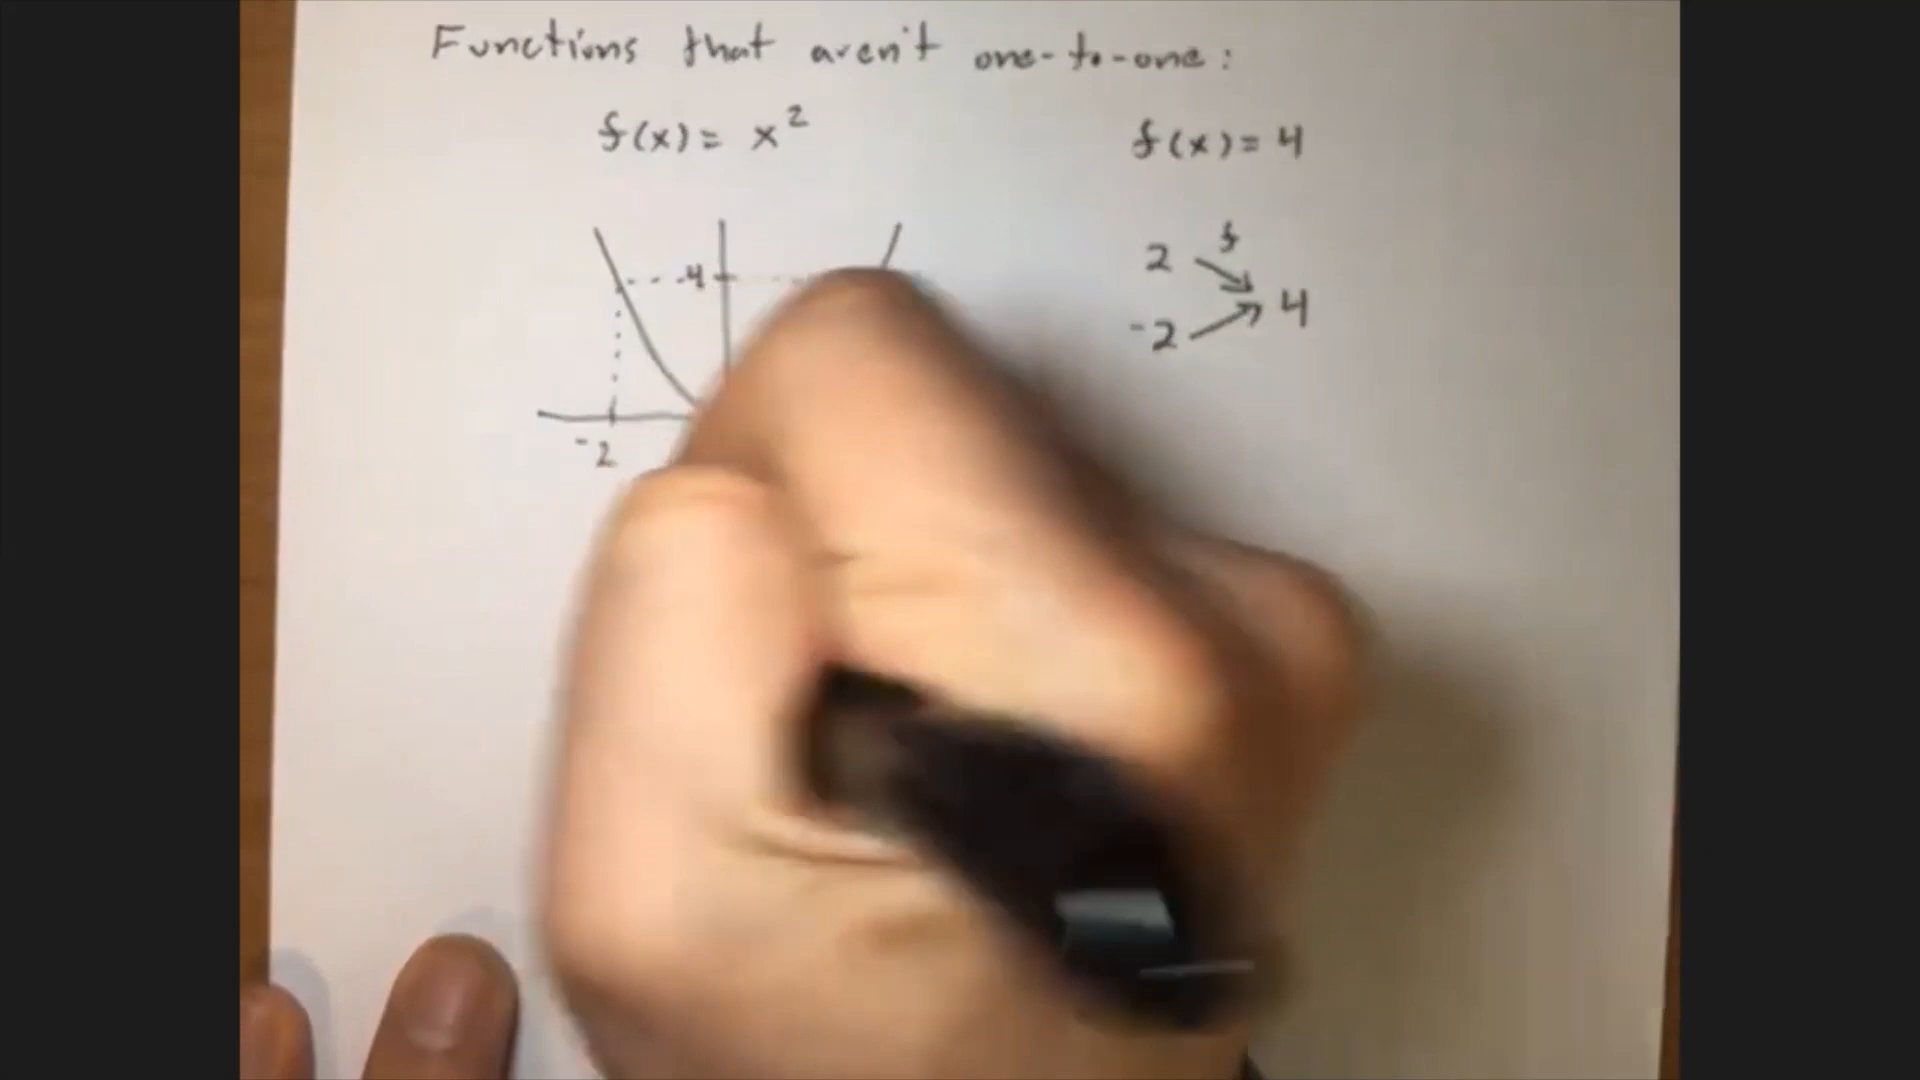 Functions that aren't one-to-one:
f(x) = x²
4
-2
f(x) = 4
f
2
-2
4